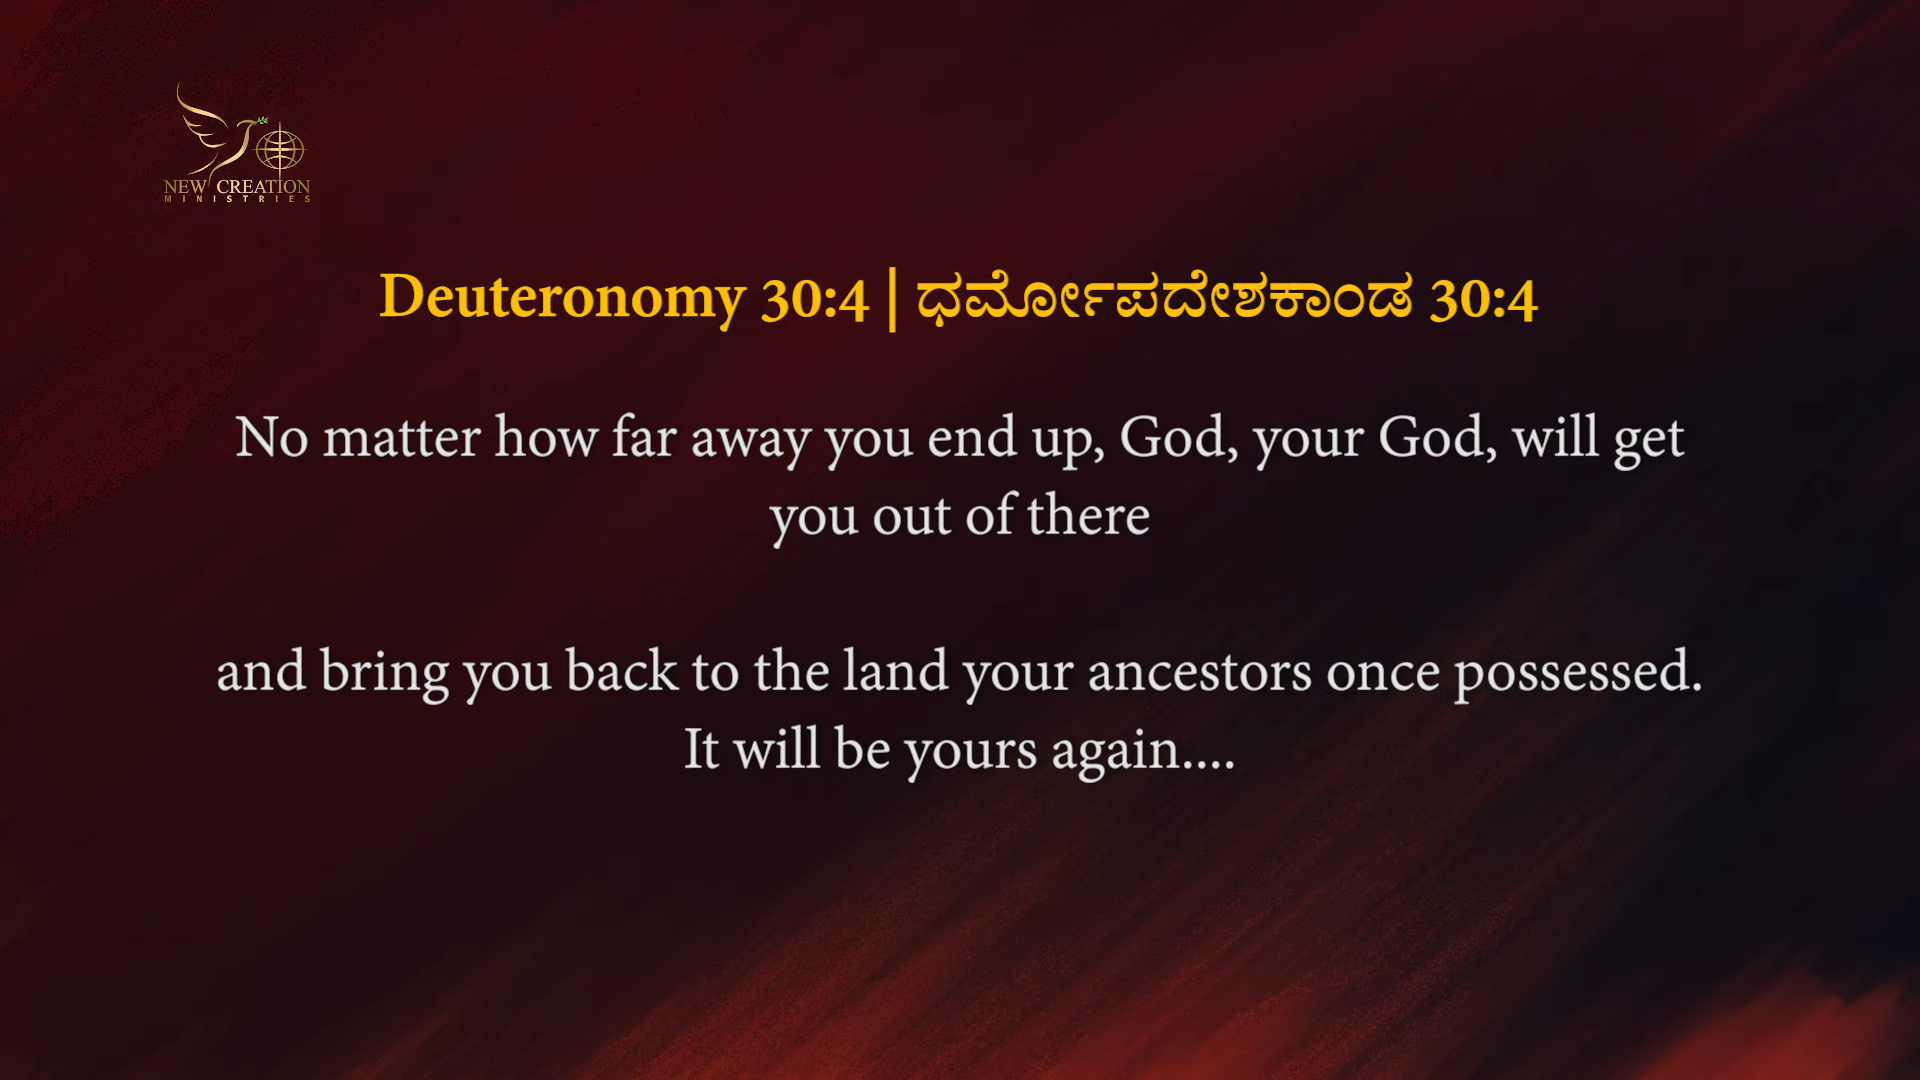 NEW CREATION
MINISTRIES
Deuteronomy 30:4 | ಧರ್ಮೋಪದೇಶಕಾಂಡ 30:4
No matter how far away you end up, God, your God, will get
you out of there
and bring you back to the land your ancestors once possessed.
It will be yours again....